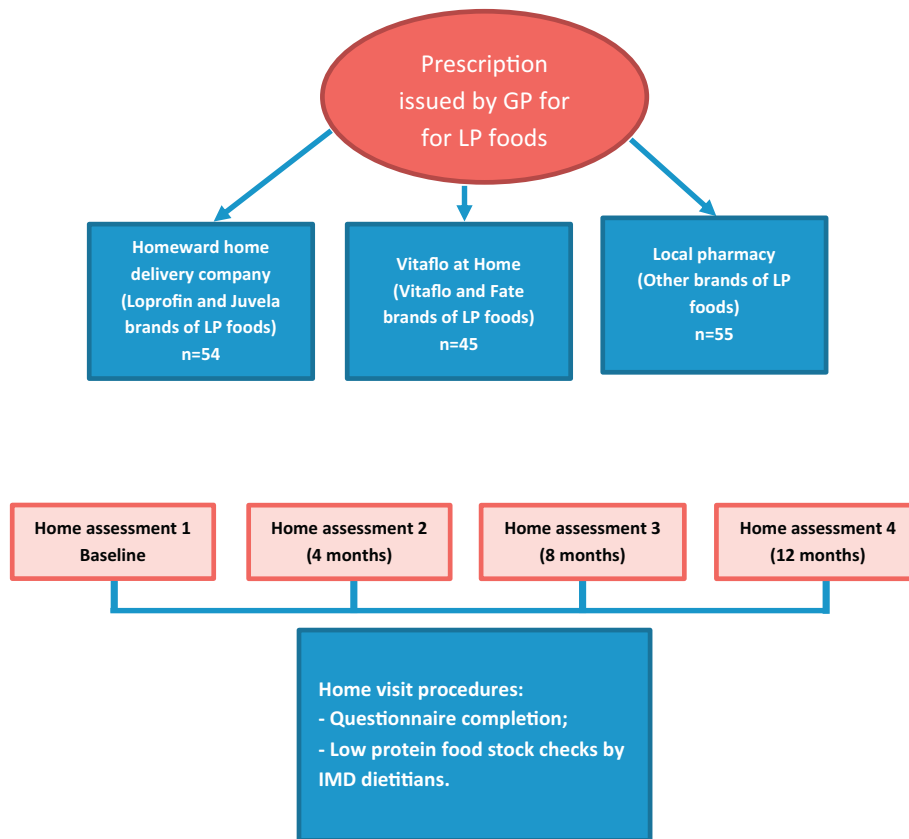 Prescription
issued by GP for
for LP foods
Homeward home
delivery company
(Loprofin and Juvela
brands of LP foods)
n=54
Vitaflo at Home
(Vitaflo and Fate
brands of LP foods)
n=45
Local pharmacy
(Other brands of LP
foods)
n=55
Home assessment 1
Baseline
Home assessment 2
(4 months)
Home assessment 3
(8 months)
Home assessment 4
(12 months)
Home visit procedures:
- Questionnaire completion;
- Low protein food stock checks by
IMD dietitians.